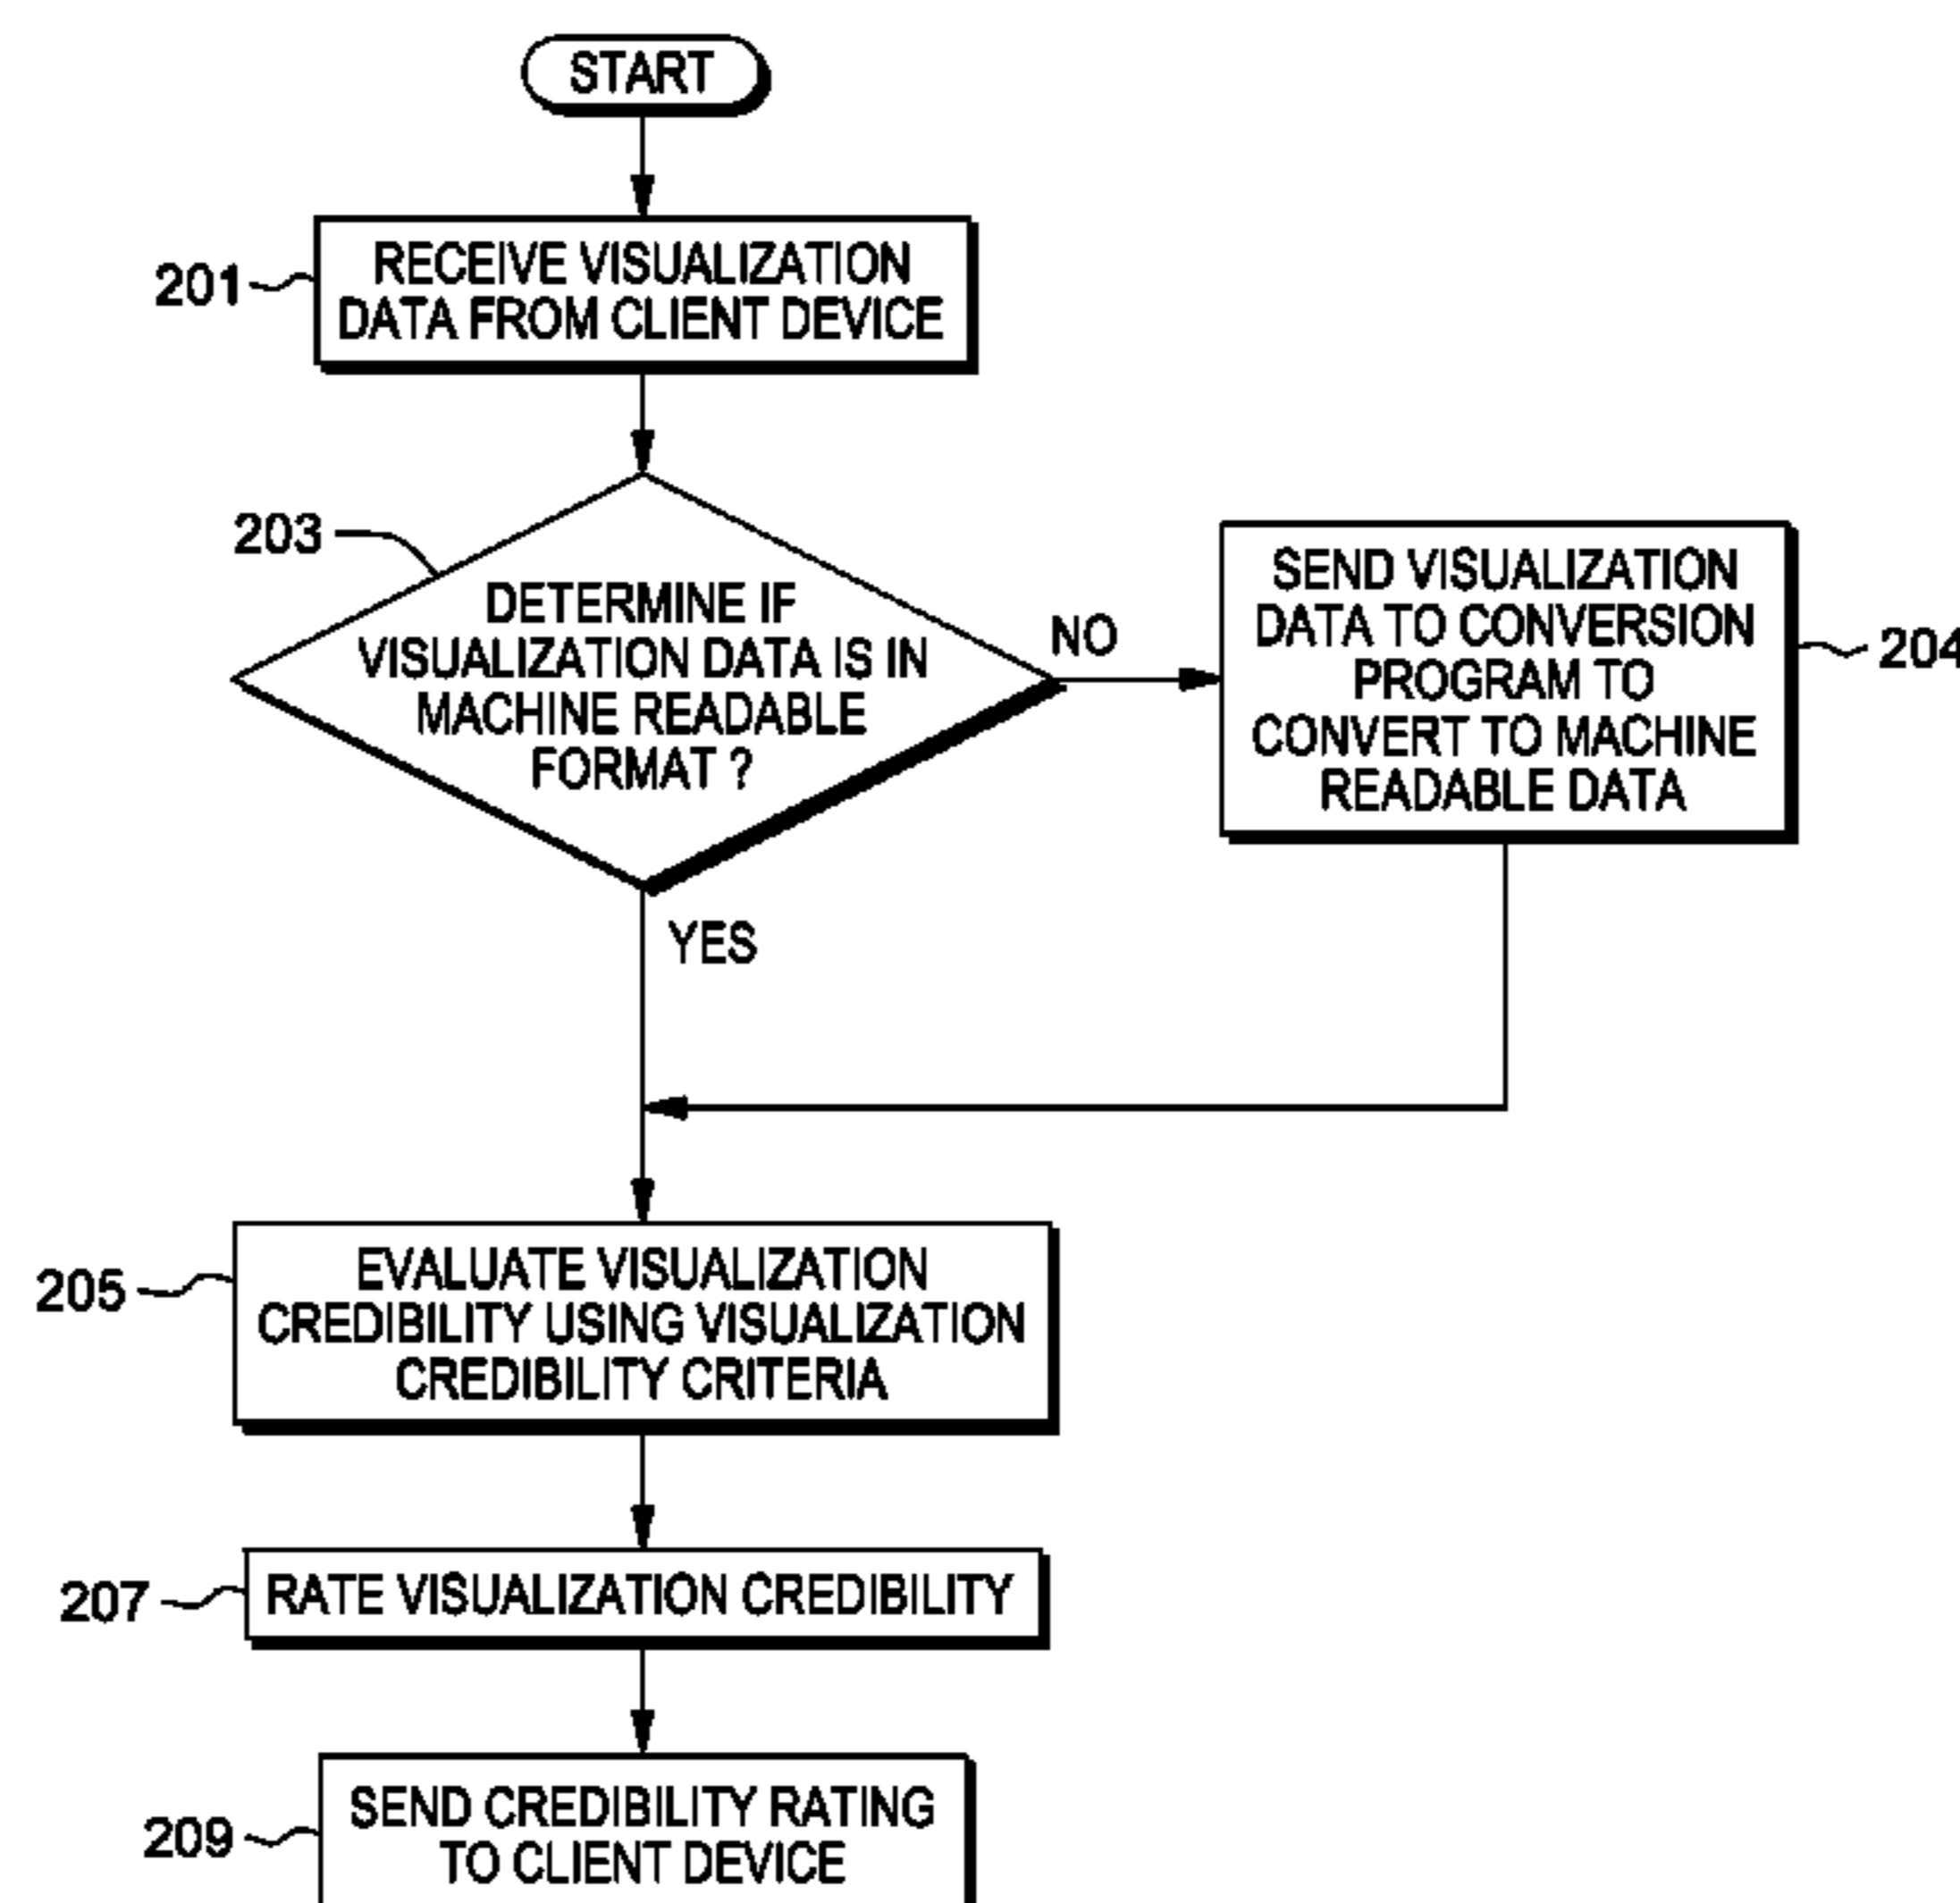 START
201
RECEIVE VISUALIZATION
DATA FROM CLIENT DEVICE
203
DETERMINE IF
VISUALIZATION DATA IS IN
MACHINE READABLE
FORMAT ?
NO
SEND VISUALIZATION
DATA TO CONVERSION
PROGRAM TO
CONVERT TO MACHINE
READABLE DATA
204
YES
205
EVALUATE VISUALIZATION
CREDIBILITY USING VISUALIZATION
CREDIBILITY CRITERIA
207
RATE VISUALIZATION CREDIBILITY
209
SEND CREDIBILITY RATING
TO CLIENT DEVICE